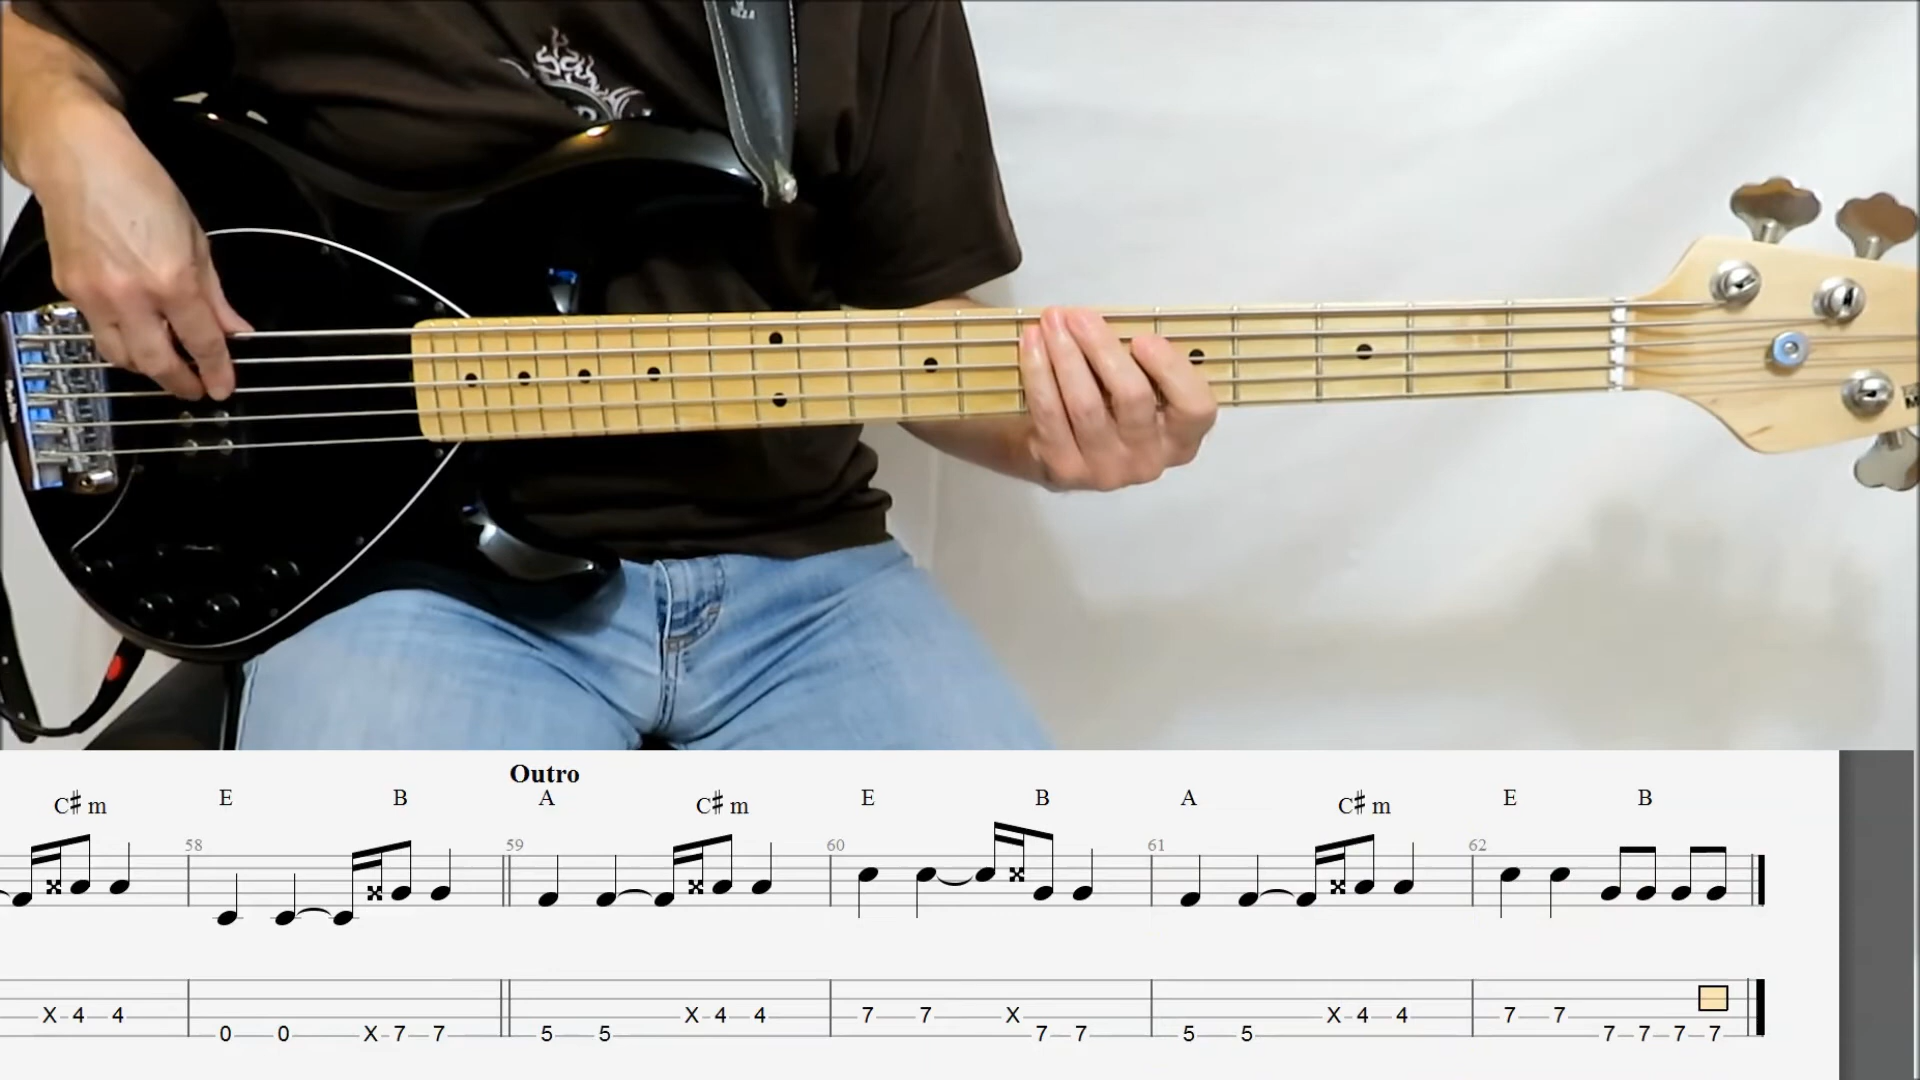 Outro
C♯m E B A C♯m E B A C♯m E B
58 59 60 61 62
X 4 4 7 7 X X 4 4 7 7
0 0 X 7 7 5 5 X 4 4 7 7 5 5 7 7 7 7